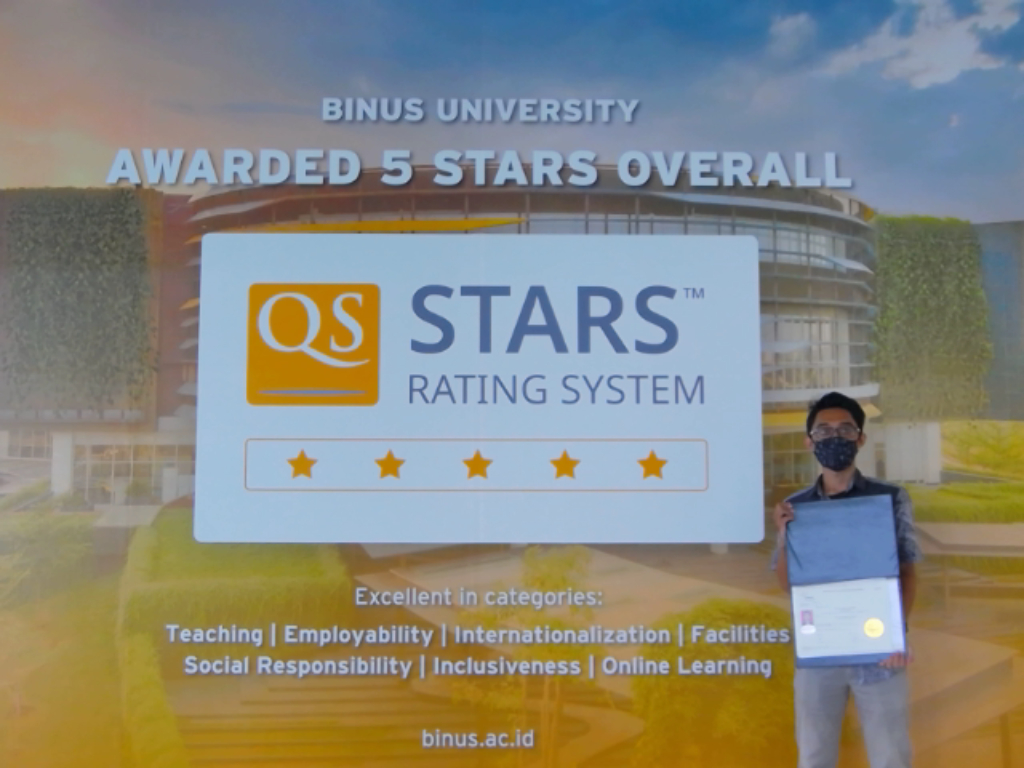 BINUS UNIVERSITY
AWARDED 5 STARS OVERALL
QS
STARS™
RATING SYSTEM
Excellent in categories:
Teaching | Employability | Internationalization | Facilities
Social Responsibility | Inclusiveness | Online Learning
binus.ac.id